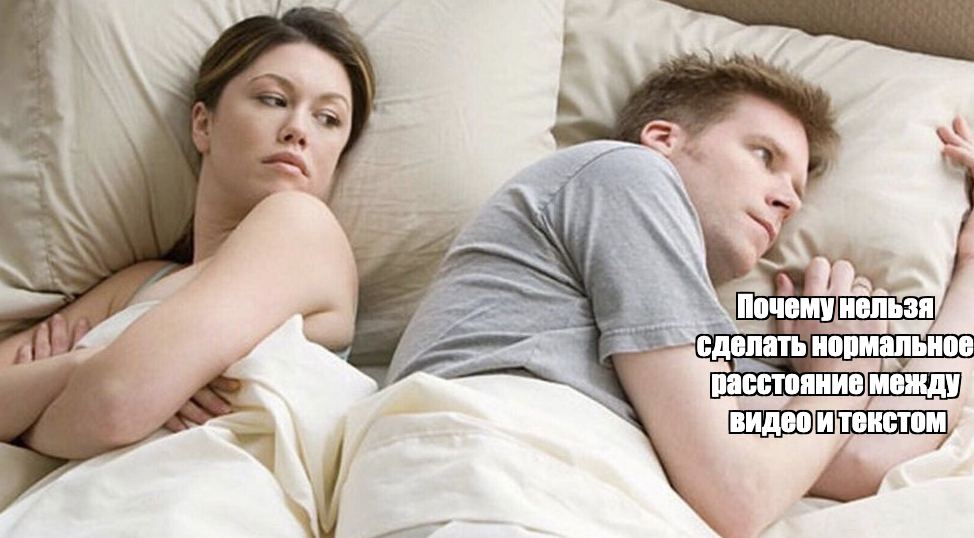 Почему нельзя
сделать нормальное
расстояние между
видео и текстом